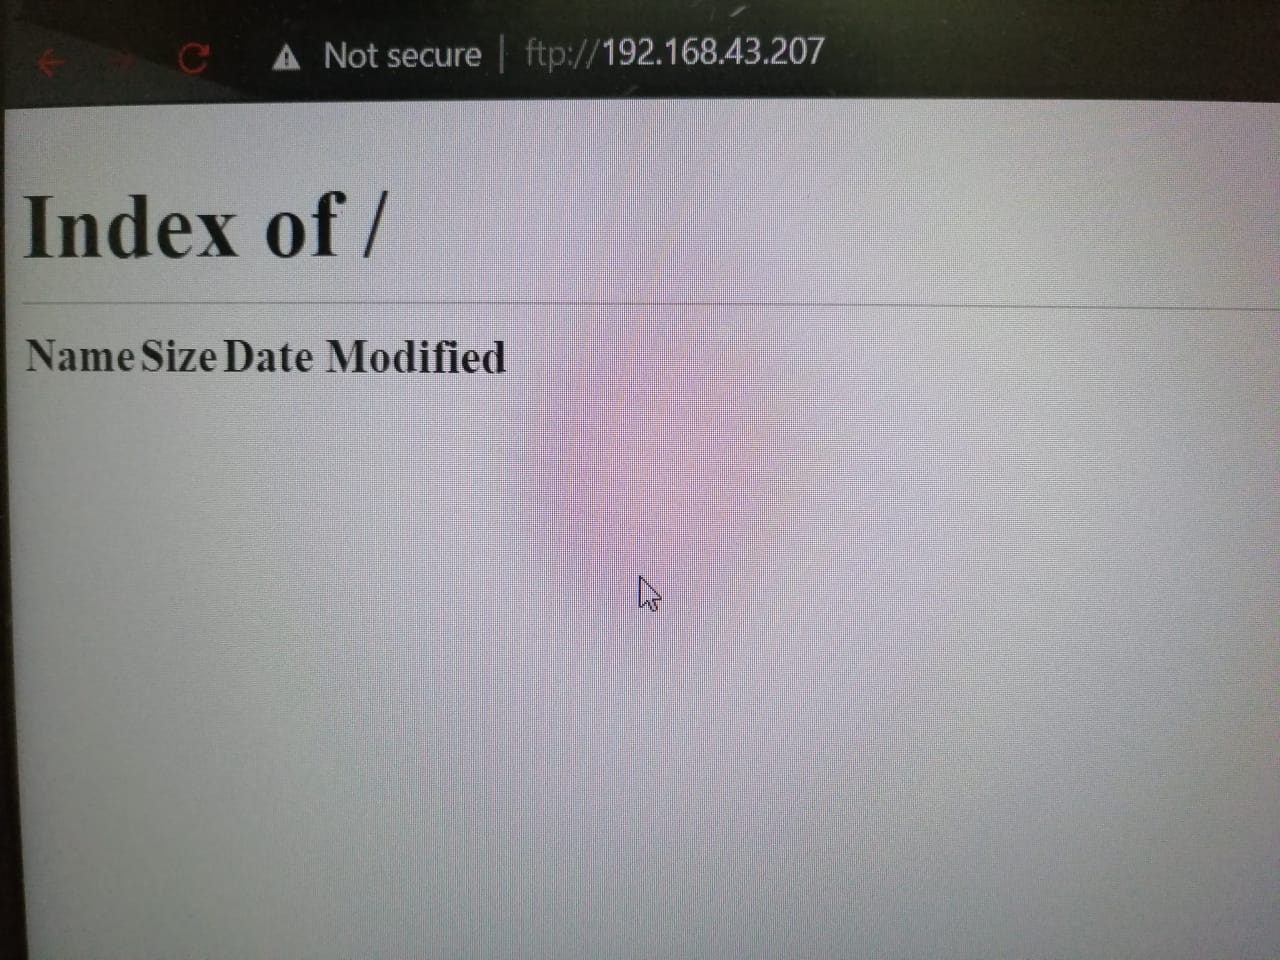 Not secure | ftp://192.168.43.207
Index of /
Name Size Date Modified